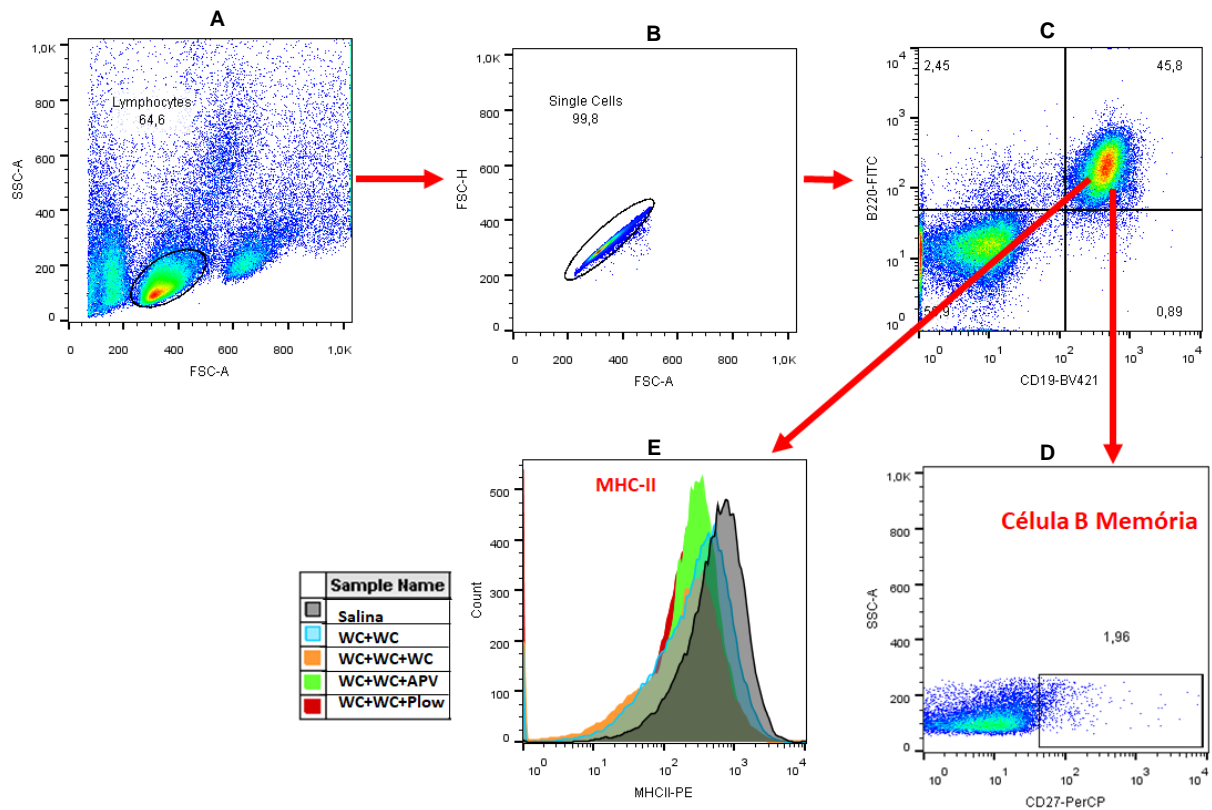 A
1,0K
800
600
400
200
0
SSC-A
Lymphocytes
64,6
0 200 400 600 800 1,0K
FSC-A
B
1,0K
800
600
400
200
0
FSC-H
Single Cells
99,8
0 200 400 600 800 1,0K
FSC-A
C
10^4
10^3
10^2
10^1
10^0
B220-FITC
2,45 45,8
0,89
10^0 10^1 10^2 10^3 10^4
CD19-BV421
E
500
400
300
200
100
0
Count
MHC-II
10^0 10^1 10^2 10^3 10^4
MHCII-PE
Sample Name
Salina
WC+WC
WC+WC+WC
WC+WC+APV
WC+WC+Plow
D
1,0K
800
600
400
200
0
SSC-A
Célula B Memória
1,96
10^0 10^1 10^2 10^3 10^4
CD27-PerCP